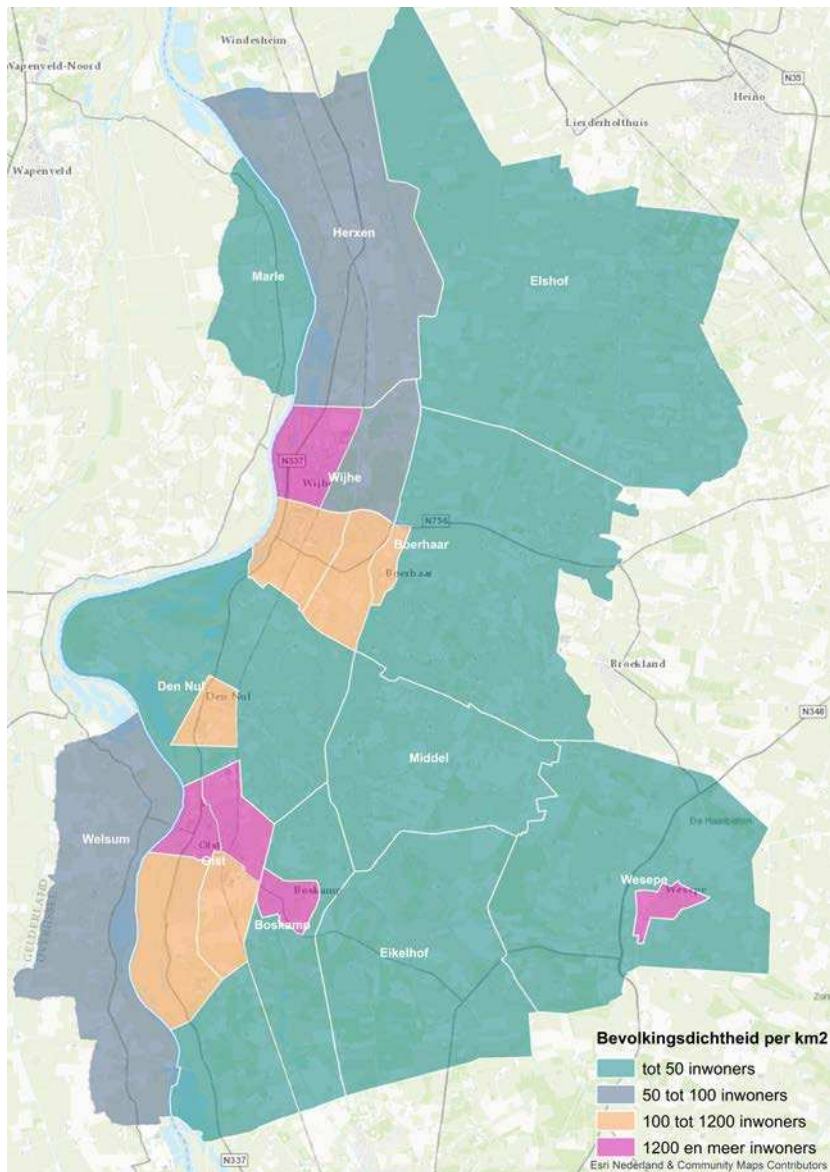 Windesheim
Wapenveld-Noord
N35
Heino
Lierderholthuis
Wapenveld
Herxen
Marle
Elshof
N337
Wijhe
Wijhe
N756
Boerhaar
Boerhaar
Broekland
Den Nul
Den Nul
N348
Middel
De Haarbelten
Welsum
Olst
Olst
Wesepe
Wesepe
Boskamp
Boskamp
GELDERLAND
OVERIJSSEL
Eikelhof
Bevolkingsdichtheid per km2
tot 50 inwoners
50 tot 100 inwoners
100 tot 1200 inwoners
1200 en meer inwoners
N337
Esri Nederland & Community Maps Contributors